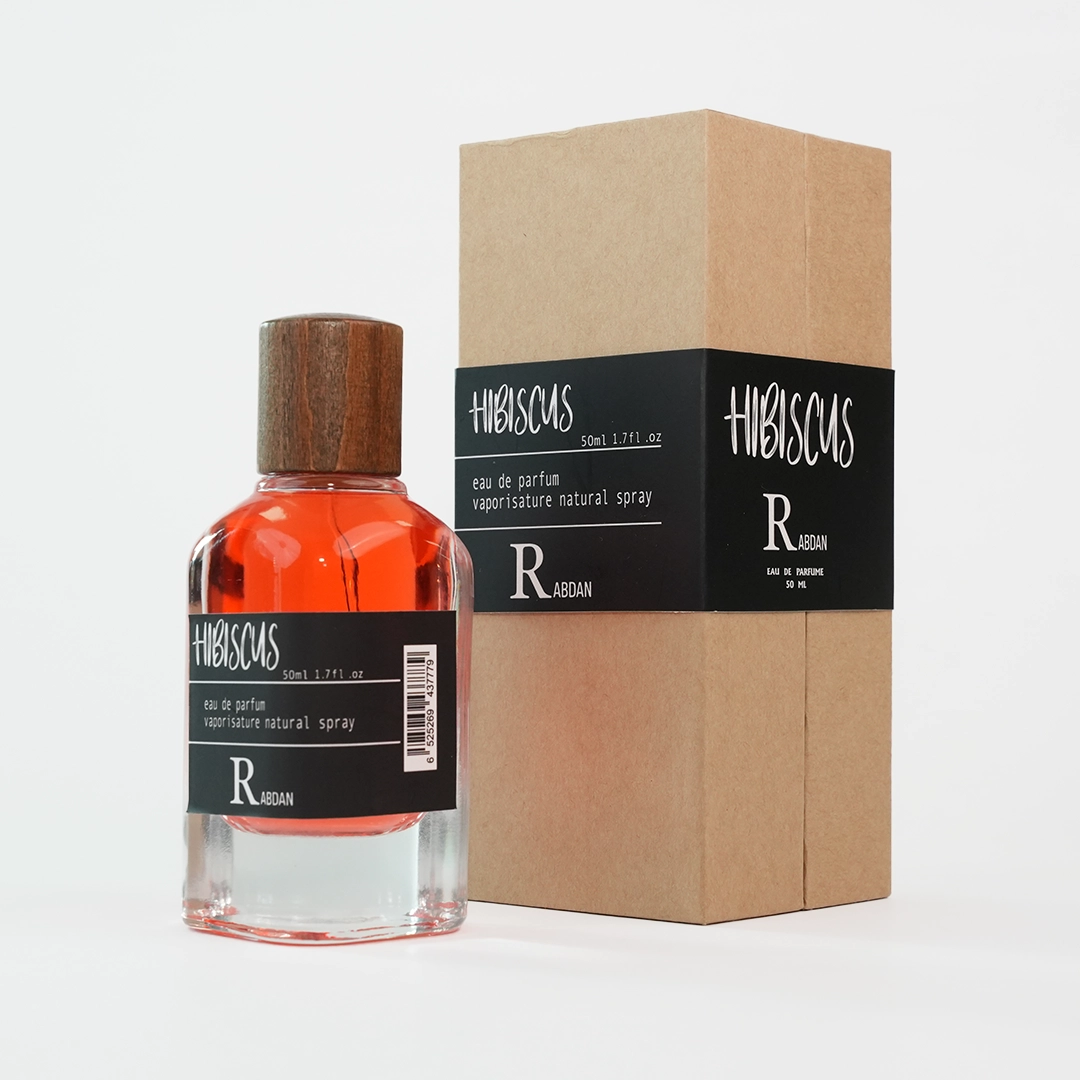 HIBISCUS
50ml 1.7fl .oz
eau de parfum
vaporisature natural spray
RABDAN
HIBISCUS
RABDAN
EAU DE PARFUME
50 ML
HIBISCUS
50ml 1.7fl .oz
eau de parfum
vaporisature natural spray
RABDAN
6 525269 437779